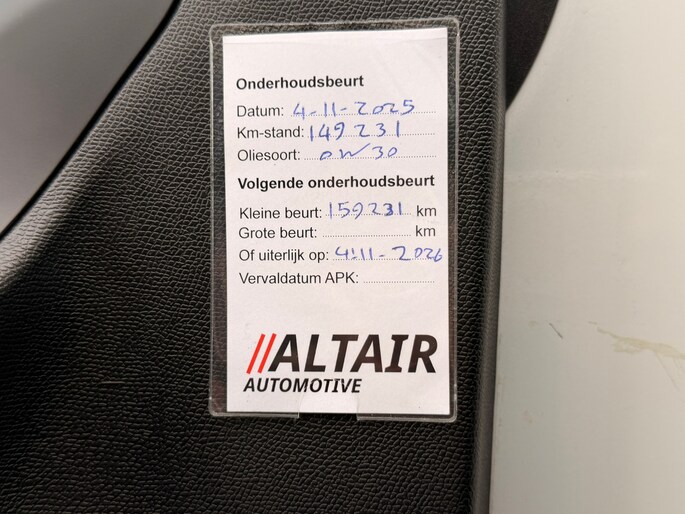 Onderhoudsbeurt
Datum: 4-11-2025
Km-stand: 149231
Oliesoort: 0W30
Volgende onderhoudsbeurt
Kleine beurt: 159231 km
Grote beurt: km
Of uiterlijk op: 4-11-2026
Vervaldatum APK:
//ALTAIR
AUTOMOTIVE